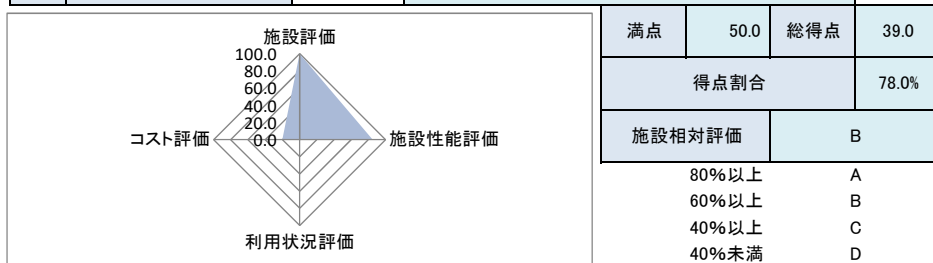 施設評価
100.0
80.0
60.0
40.0
20.0
0.0
コスト評価
施設性能評価
利用状況評価
満点 50.0 総得点 39.0
得点割合 78.0%
施設相対評価 B
80%以上 A
60%以上 B
40%以上 C
40%未満 D